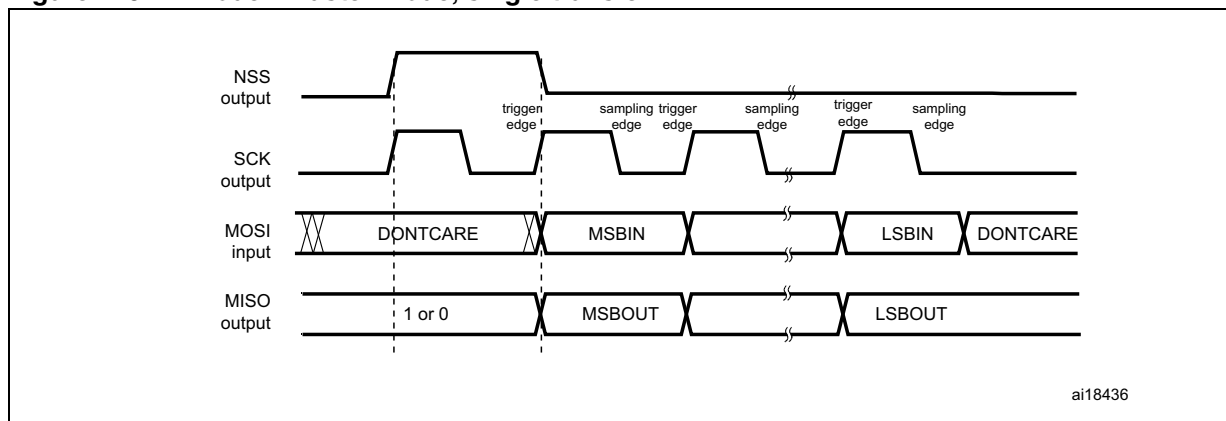 NSS
output
trigger
edge
sampling
edge
trigger
edge
sampling
edge
trigger
edge
sampling
edge
SCK
output
MOSI
input
DONTCARE
MSBIN
LSBIN
DONTCARE
MISO
output
1 or 0
MSBOUT
LSBOUT
ai18436